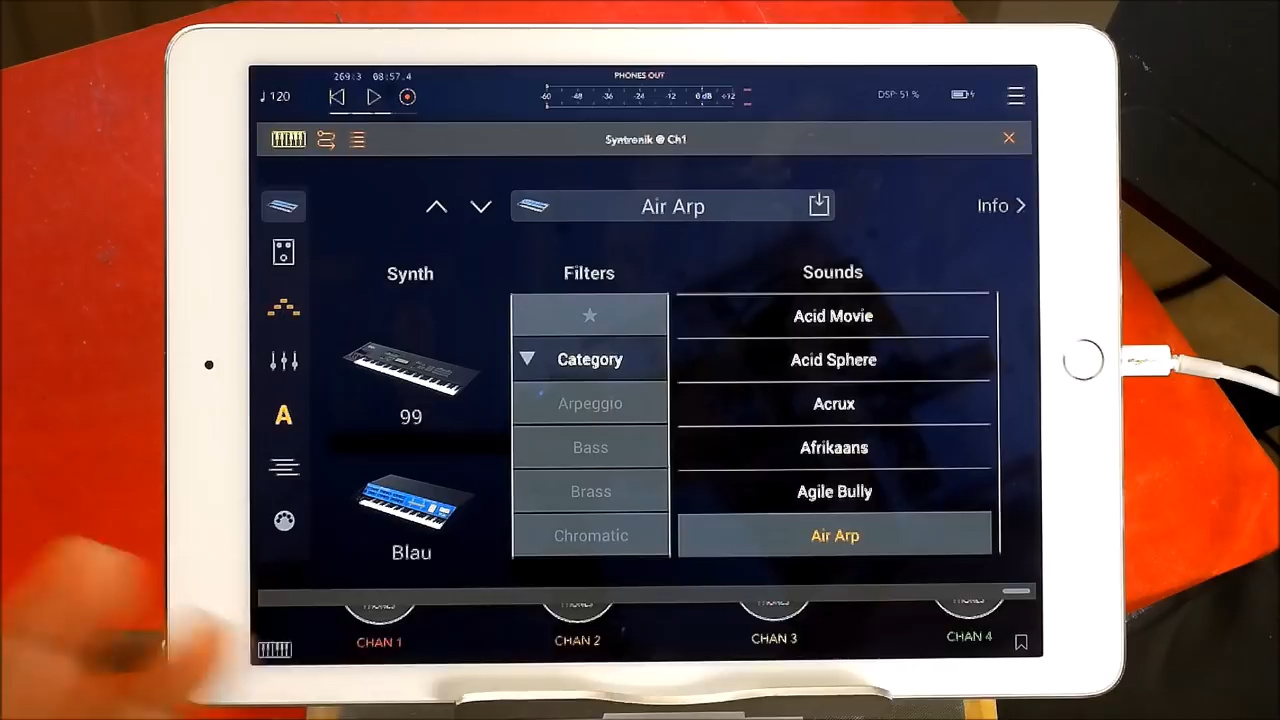 269:3 08:57.4
PHONES OUT
♩120
-60 -48 -36 -24 -12 0 dB +12
DSP: 51 %
Syntronik @ Ch1
Air Arp
Info
Synth
Filters
Sounds
★
Acid Movie
Category
Acid Sphere
99
Arpeggio
Acrux
A
Bass
Afrikaans
Brass
Agile Bully
Chromatic
Air Arp
Blau
CHAN 1
CHAN 2
CHAN 3
CHAN 4